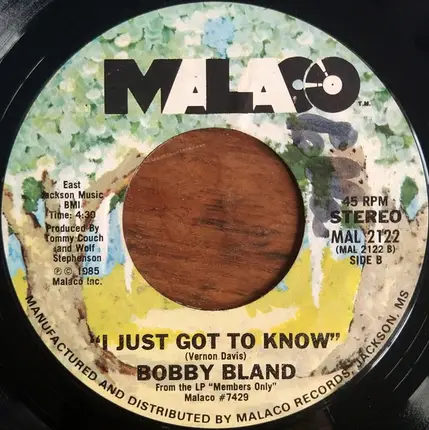 MALACO T.M.
East
Jackson Music
BMI
Time: 4:30
Produced By
Tommy Couch
and Wolf
Stephenson
℗ © 1985
Malaco Inc.
45 RPM
STEREO
MAL 2122
(MAL 2122 B)
SIDE B
"I JUST GOT TO KNOW"
(Vernon Davis)
BOBBY BLAND
From the LP "Members Only"
Malaco #7429
MANUFACTURED AND DISTRIBUTED BY MALACO RECORDS, JACKSON, MS